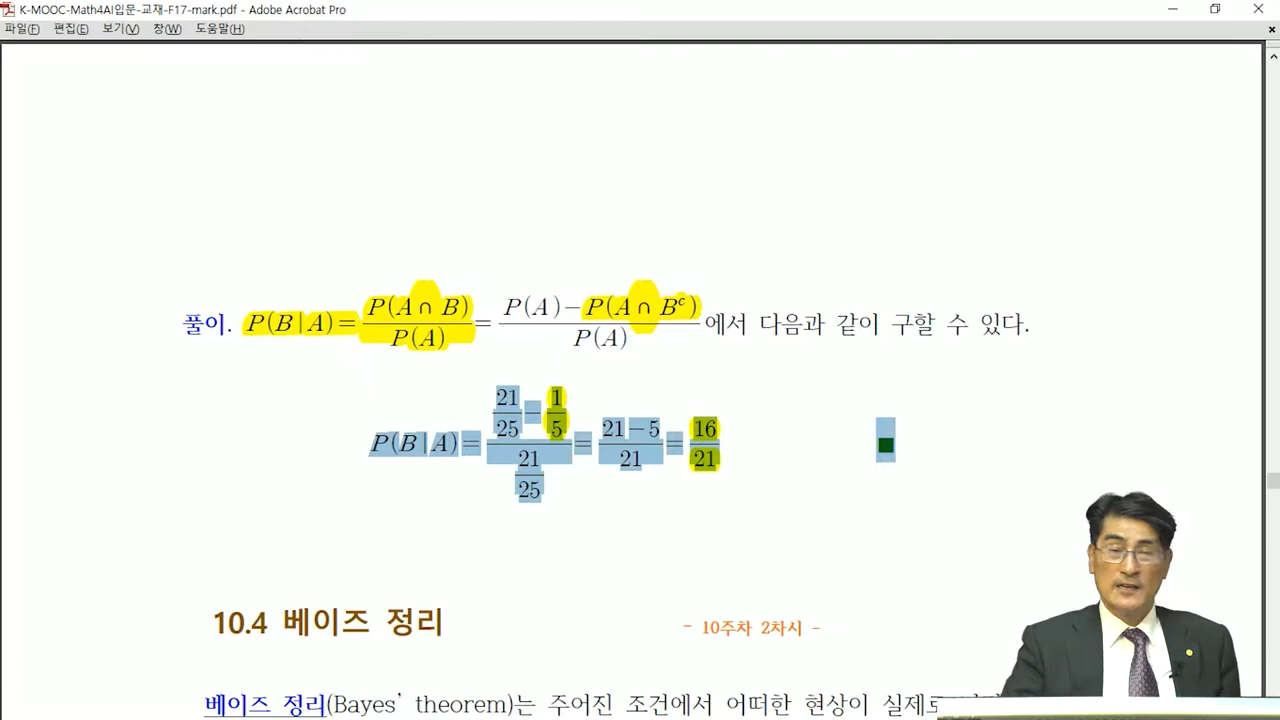 K-MOOC-Math4AI입문-교재-F17-mark.pdf - Adobe Acrobat Pro
파일(F) 편집(E) 보기(V) 창(W) 도움말(H)
풀이. P(B|A) = P(A∩B)/P(A) = (P(A)−P(A∩Bᶜ))/P(A) 에서 다음과 같이 구할 수 있다.
P(B|A) = (21/25 − 1/5)/(21/25) = (21−5)/21 = 16/21 ■
10.4 베이즈 정리 - 10주차 2차시 -
베이즈 정리(Bayes' theorem)는 주어진 조건에서 어떠한 현상이 실제로